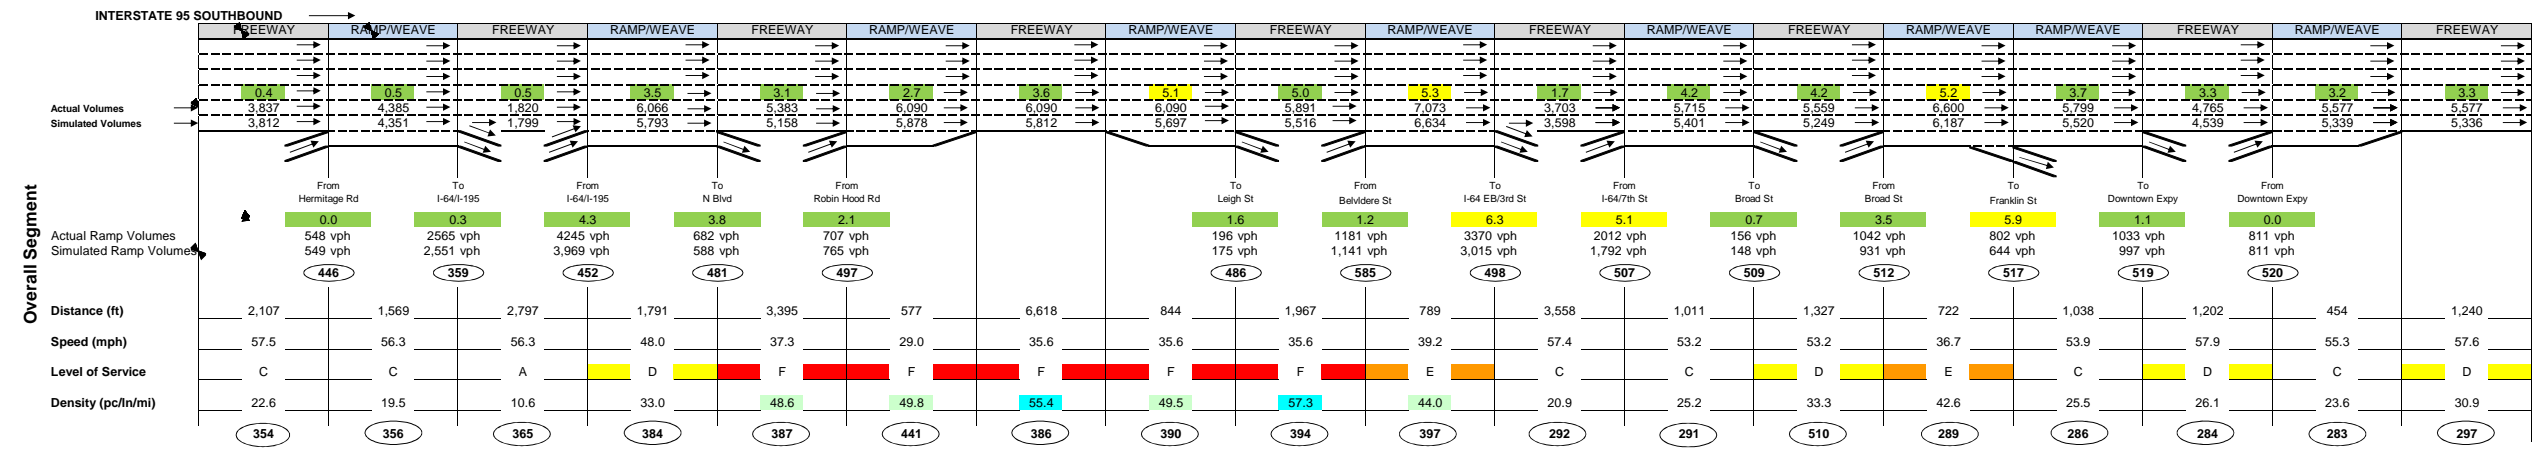 INTERSTATE 95 SOUTHBOUND
FREEWAY RAMP/WEAVE FREEWAY RAMP/WEAVE FREEWAY RAMP/WEAVE FREEWAY RAMP/WEAVE FREEWAY RAMP/WEAVE FREEWAY RAMP/WEAVE FREEWAY RAMP/WEAVE RAMP/WEAVE FREEWAY RAMP/WEAVE FREEWAY
0.4 0.5 0.5 3.5 3.1 2.7 3.6 5.1 5.0 5.3 1.7 4.2 4.2 5.2 3.7 3.3 3.2 3.3
Actual Volumes 3,837 4,385 1,820 6,066 5,383 6,090 6,090 6,090 5,891 7,073 3,703 5,715 5,559 6,600 5,799 4,765 5,577 5,577
Simulated Volumes 3,812 4,351 1,799 5,793 5,158 5,878 5,812 5,697 5,516 6,634 3,598 5,401 5,249 6,187 5,520 4,539 5,339 5,336
From To From To From To From To From To From To To From
Hermitage Rd I-64/I-195 I-64/I-195 N Blvd Robin Hood Rd Leigh St Belvldere St I-64 EB/3rd St I-64/7th St Broad St Broad St Franklin St Downtown Expy Downtown Expy
0.0 0.3 4.3 3.8 2.1 1.6 1.2 6.3 5.1 0.7 3.5 5.9 1.1 0.0
Actual Ramp Volumes 548 vph 2565 vph 4245 vph 682 vph 707 vph 196 vph 1181 vph 3370 vph 2012 vph 156 vph 1042 vph 802 vph 1033 vph 811 vph
Simulated Ramp Volumes 549 vph 2,551 vph 3,969 vph 588 vph 765 vph 175 vph 1,141 vph 3,015 vph 1,792 vph 148 vph 931 vph 644 vph 997 vph 811 vph
446 359 452 481 497 486 585 498 507 509 512 517 519 520
Overall Segment
Distance (ft) 2,107 1,569 2,797 1,791 3,395 577 6,618 844 1,967 789 3,558 1,011 1,327 722 1,038 1,202 454 1,240
Speed (mph) 57.5 56.3 56.3 48.0 37.3 29.0 35.6 35.6 35.6 39.2 57.4 53.2 53.2 36.7 53.9 57.9 55.3 57.6
Level of Service C C A D F F F F F E C C D E C D C D
Density (pc/ln/mi) 22.6 19.5 10.6 33.0 48.6 49.8 55.4 49.5 57.3 44.0 20.9 25.2 33.3 42.6 25.5 26.1 23.6 30.9
354 356 365 384 387 441 386 390 394 397 292 291 510 289 286 284 283 297